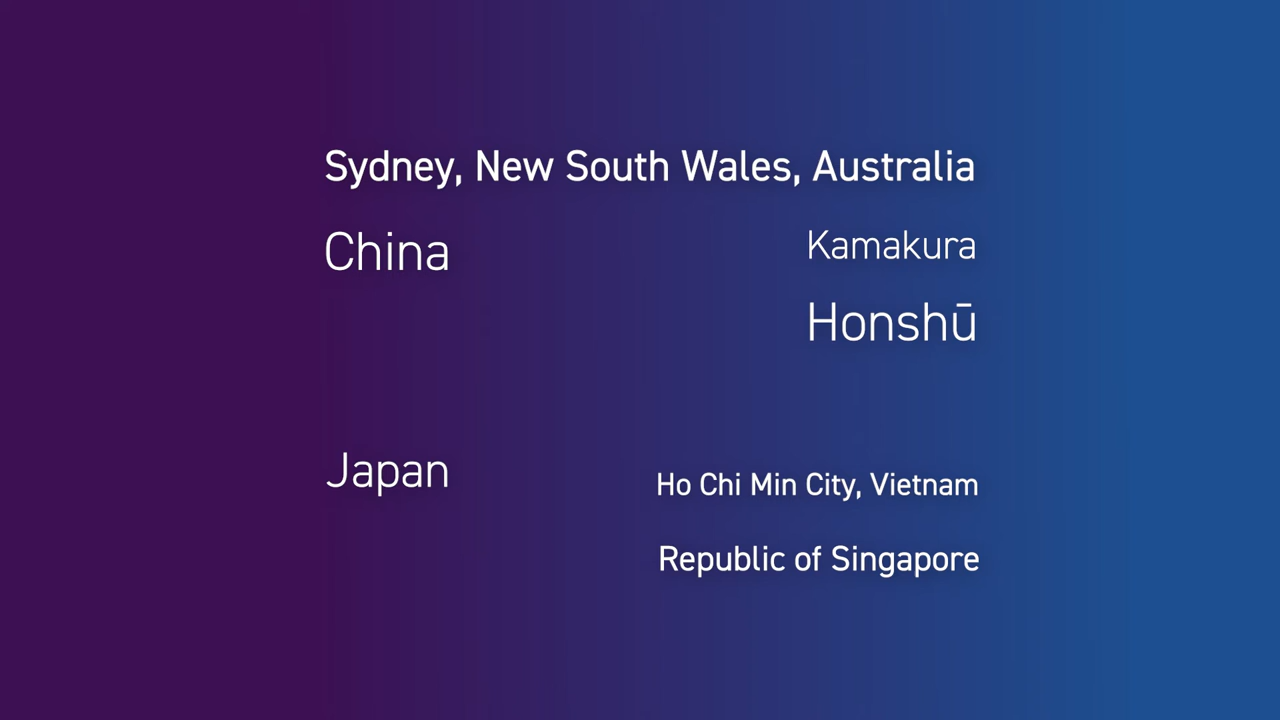 Sydney, New South Wales, Australia
China
Kamakura
Honshū
Japan
Ho Chi Min City, Vietnam
Republic of Singapore